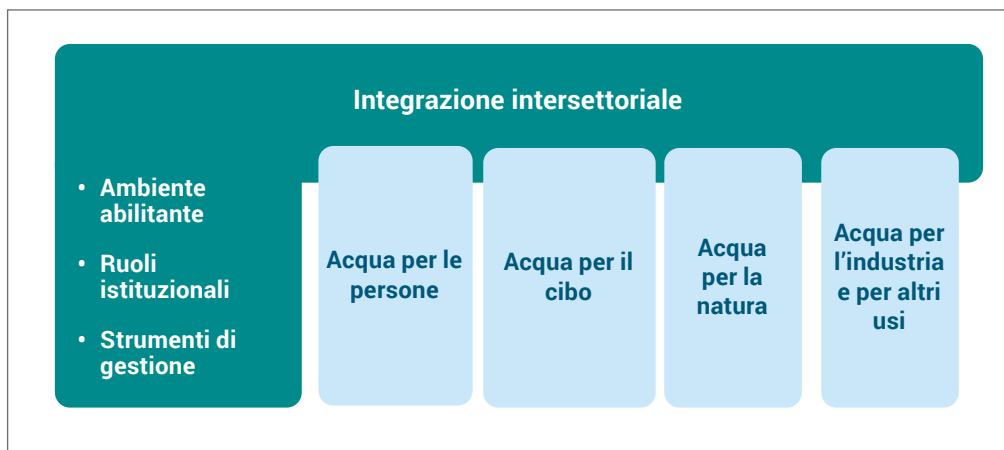 Integrazione intersettoriale
• Ambiente
abilitante
• Ruoli
istituzionali
• Strumenti di
gestione
Acqua per le
persone
Acqua per il
cibo
Acqua
per la
natura
Acqua per
l'industria
e per altri
usi